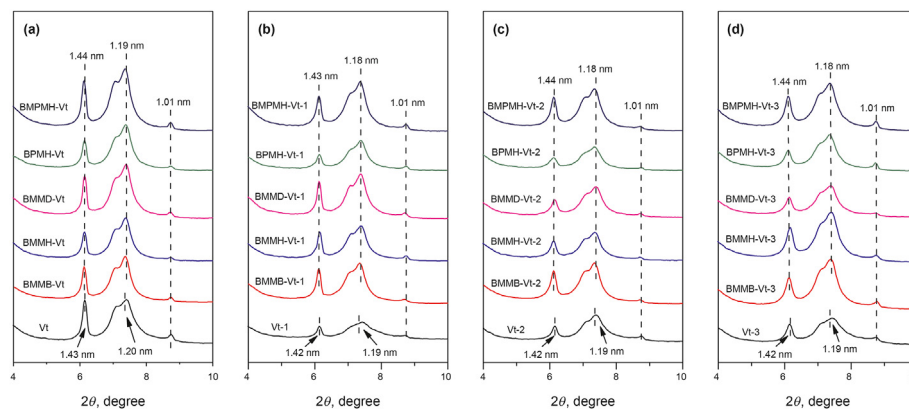 (a)
1.44 nm
1.19 nm
1.01 nm
BMPMH-Vt
BPMH-Vt
BMMD-Vt
BMMH-Vt
BMMB-Vt
Vt
1.43 nm
1.20 nm
4 6 8 10
2θ, degree
(b)
1.43 nm
1.18 nm
1.01 nm
BMPMH-Vt-1
BPMH-Vt-1
BMMD-Vt-1
BMMH-Vt-1
BMMB-Vt-1
Vt-1
1.42 nm
1.19 nm
4 6 8 10
2θ, degree
(c)
1.44 nm
1.18 nm
1.01 nm
BMPMH-Vt-2
BPMH-Vt-2
BMMD-Vt-2
BMMH-Vt-2
BMMB-Vt-2
Vt-2
1.42 nm
1.19 nm
4 6 8 10
2θ, degree
(d)
1.44 nm
1.18 nm
1.01 nm
BMPMH-Vt-3
BPMH-Vt-3
BMMD-Vt-3
BMMH-Vt-3
BMMB-Vt-3
Vt-3
1.42 nm
1.19 nm
4 6 8
2θ, degree